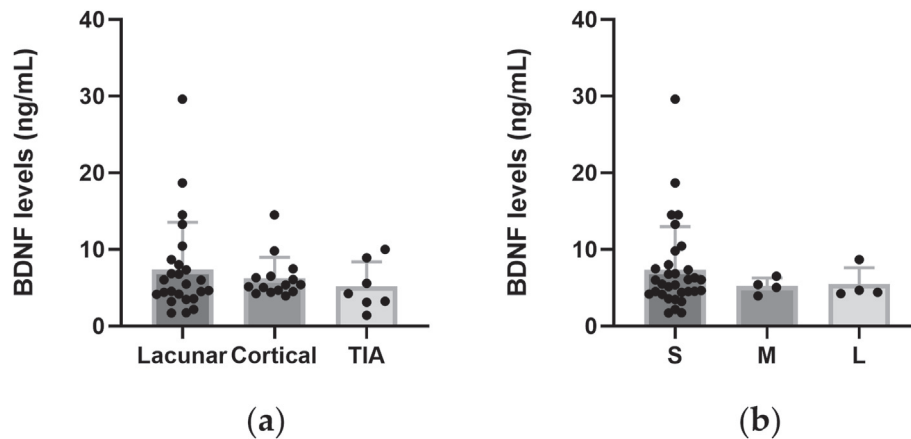 BDNF levels (ng/mL)
40
30
20
10
0
Lacunar Cortical TIA
(a)
BDNF levels (ng/mL)
40
30
20
10
0
S M L
(b)